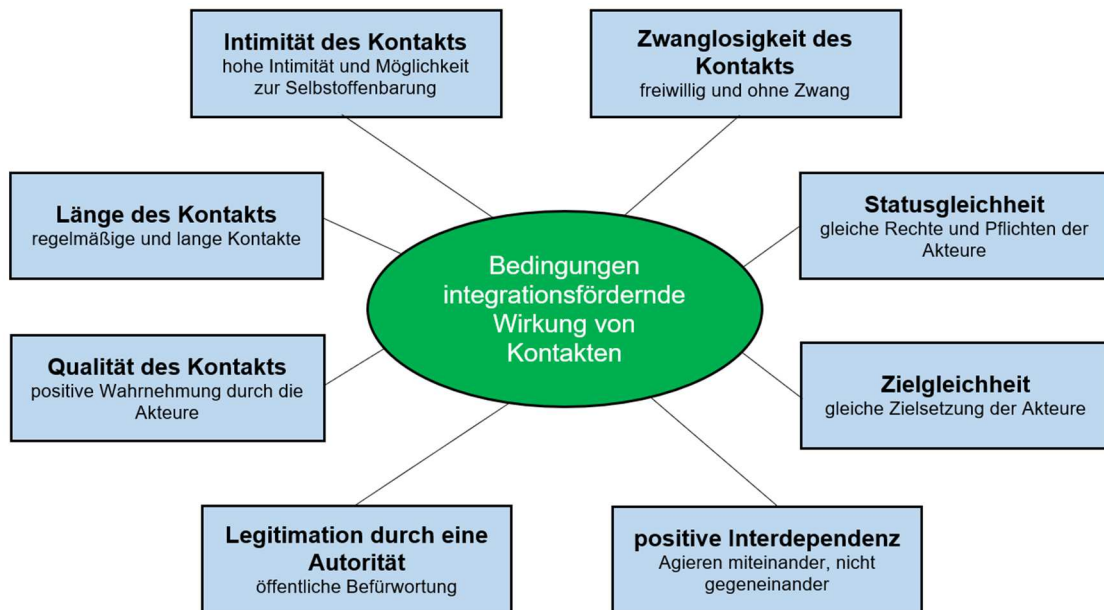 Intimität des Kontakts
hohe Intimität und Möglichkeit
zur Selbstoffenbarung
Zwanglosigkeit des
Kontakts
freiwillig und ohne Zwang
Länge des Kontakts
regelmäßige und lange Kontakte
Statusgleichheit
gleiche Rechte und Pflichten der
Akteure
Bedingungen
integrationsfördernde
Wirkung von
Kontakten
Qualität des Kontakts
positive Wahrnehmung durch die
Akteure
Zielgleichheit
gleiche Zielsetzung der Akteure
Legitimation durch eine
Autorität
öffentliche Befürwortung
positive Interdependenz
Agieren miteinander, nicht
gegeneinander